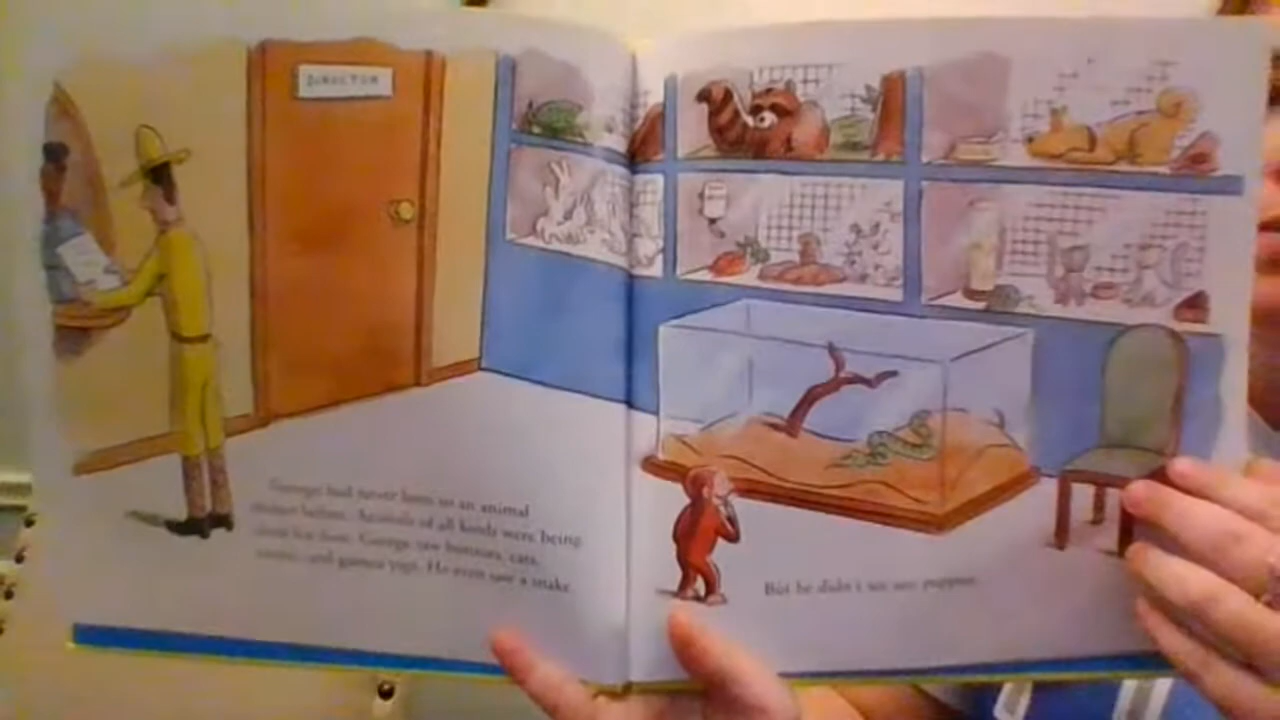 DIRECTOR
George had never been to an animal
shelter before. Animals of all kinds were being
cared for there. George saw bunnies, cats,
and guinea pigs. He even saw a snake.
But he didn't see any puppies.